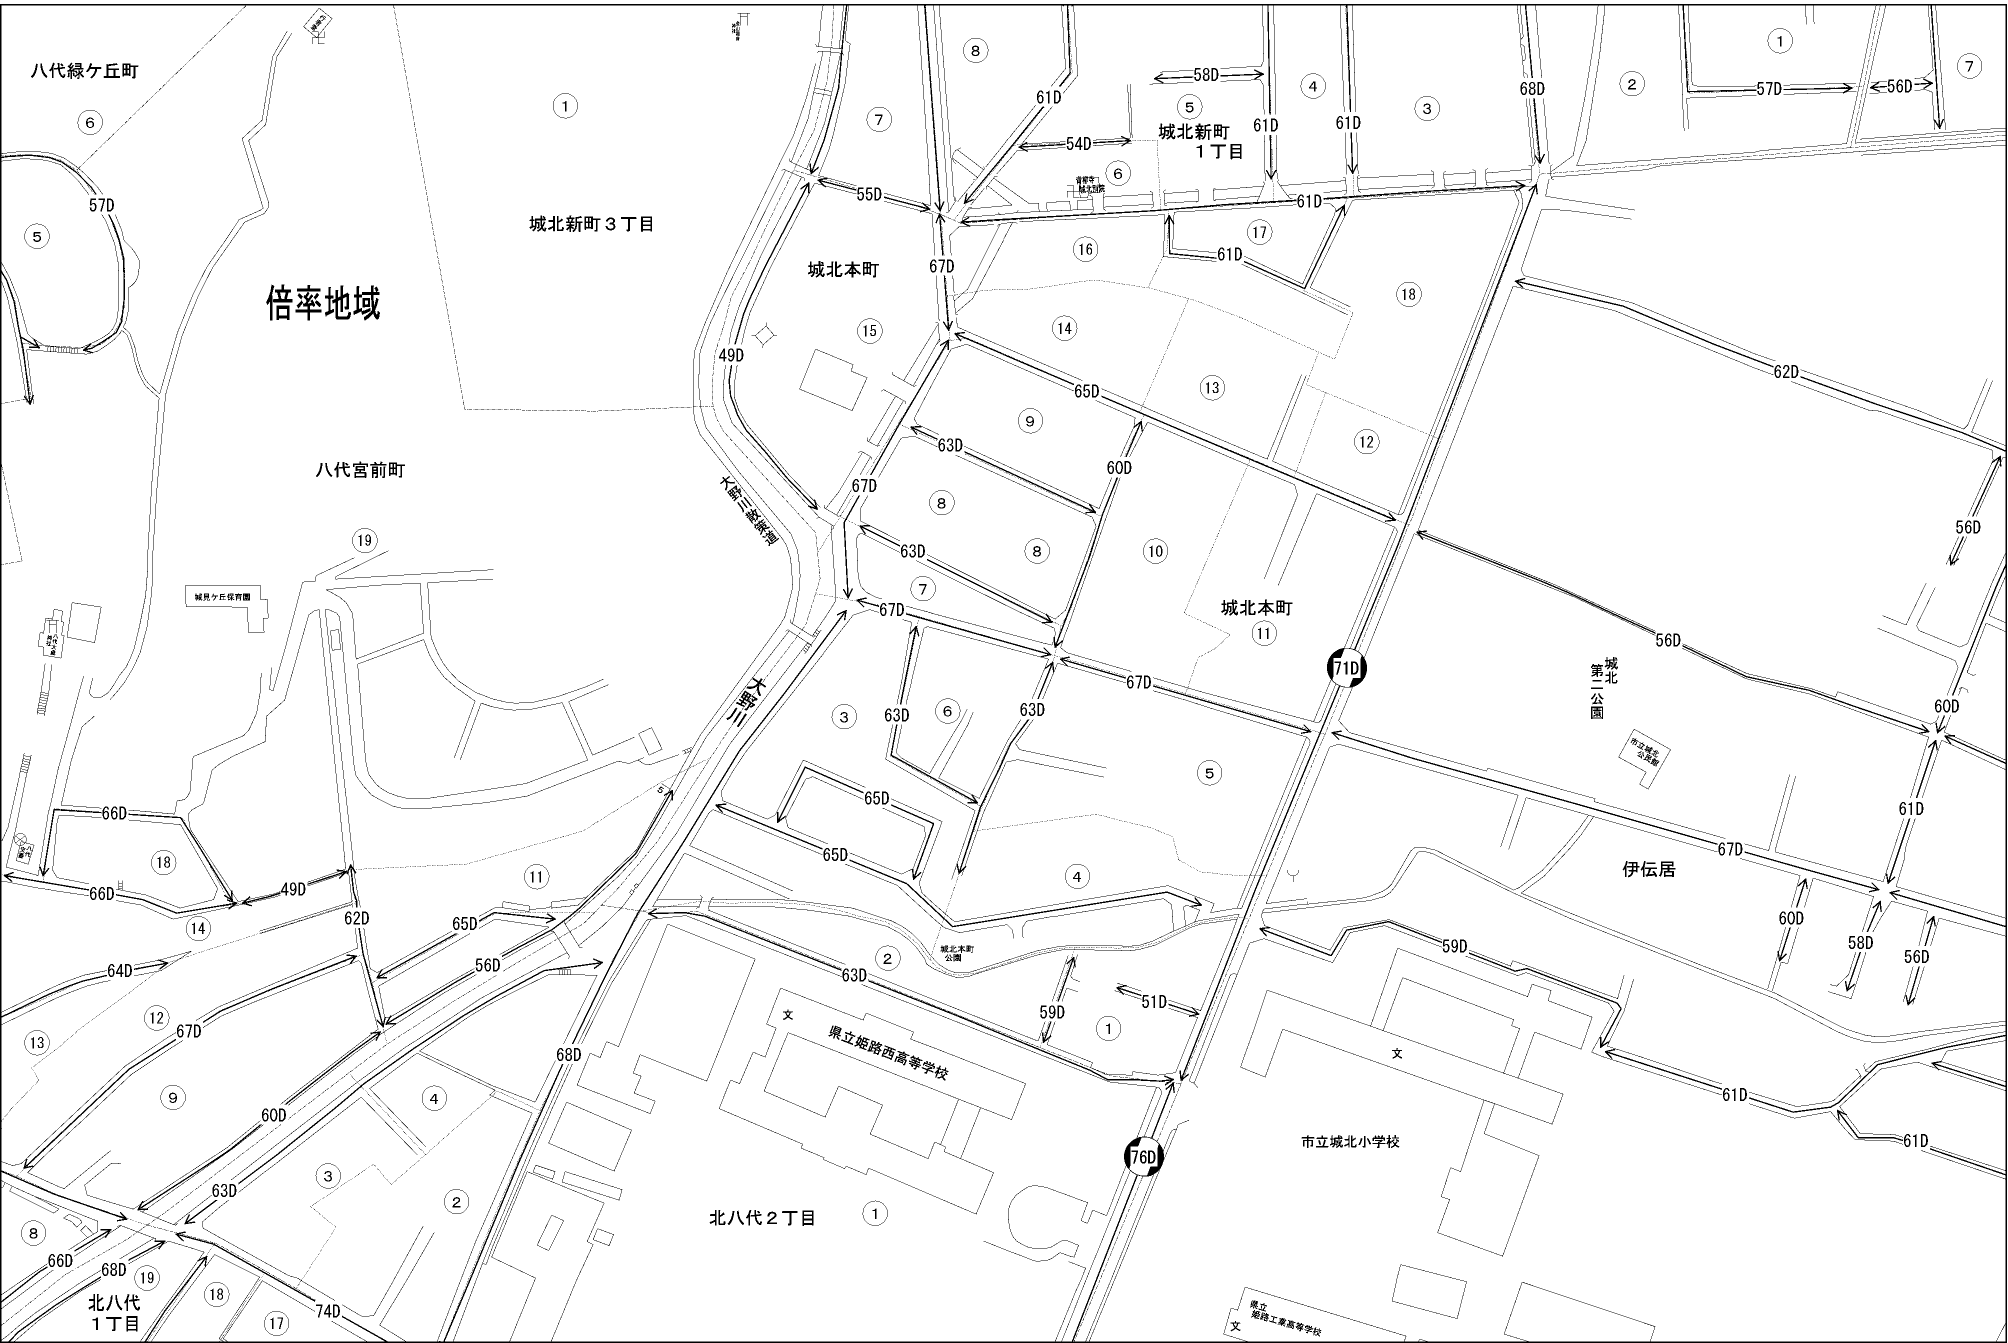 八代緑ケ丘町
6
1
7
8
61D
58D
5
城北新町
1丁目
4
3
68D
2
57D
1
56D
7
61D
61D
54D
6
57D
5
55D
61D
城北新町3丁目
倍率地域
城北本町
67D
16
17
61D
18
15
14
49D
65D
13
62D
12
9
63D
60D
67D
8
8
63D
10
7
67D
城北本町
11
56D
八代宮前町
19
城見ケ丘保育園
大野川散策道
大野川
56D
城北
第二公園
市立城北
公民館
71D
67D
60D
63D
6
63D
3
5
65D
65D
4
61D
67D
伊伝居
66D
18
66D
49D
62D
11
14
65D
56D
64D
12
13
67D
9
60D
63D
4
3
2
68D
城北本町
公園
2
63D
59D
51D
1
59D
60D
58D
56D
文
県立姫路西高等学校
文
61D
61D
市立城北小学校
76D
1
北八代2丁目
8
66D
68D
19
18
17
74D
北八代
1丁目
県立
姫路工業高等学校
文